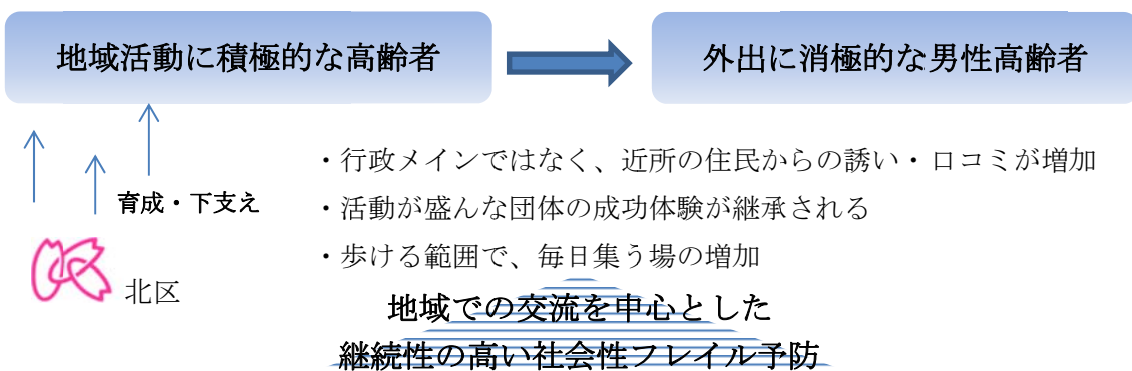 地域活動に積極的な高齢者
外出に消極的な男性高齢者
・行政メインではなく、近所の住民からの誘い・口コミが増加
育成・下支え
・活動が盛んな団体の成功体験が継承される
・歩ける範囲で、毎日集う場の増加
北区
地域での交流を中心とした
継続性の高い社会性フレイル予防